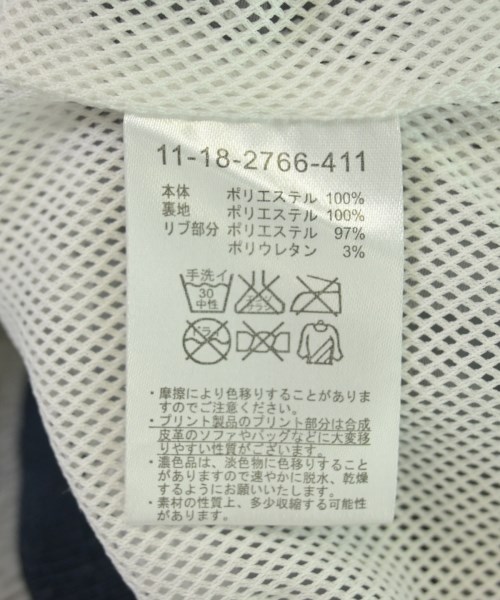 11-18-2766-411
本体 ポリエステル 100%
裏地 ポリエステル 100%
リブ部分 ポリエステル 97%
ポリウレタン 3%
手洗イ
30
中性
エンソ
サラシ
ドライ
・摩擦により色移りすることがありま
すのでご注意ください。
・プリント製品のプリント部分は合成
皮革のソファやバッグなどに大変移
りやすい性質がございます。
・濃色品は、淡色物に色移りすること
がありますので速やかに脱水、乾燥
するようにお願いいたします。
・素材の性質上、多少収縮する可能性
があります。